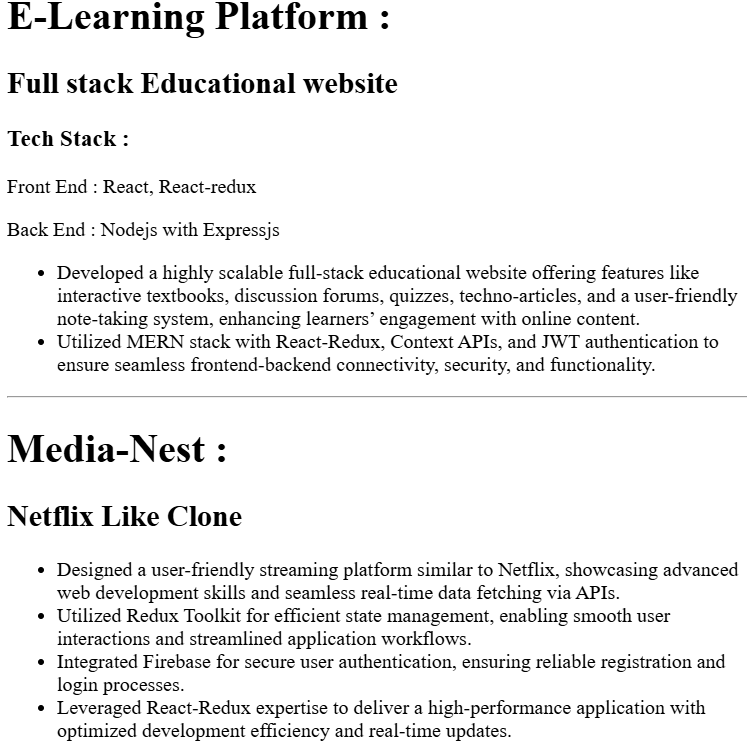 E-Learning Platform :
Full stack Educational website
Tech Stack :
Front End : React, React-redux
Back End : Nodejs with Expressjs
• Developed a highly scalable full-stack educational website offering features like
interactive textbooks, discussion forums, quizzes, techno-articles, and a user-friendly
note-taking system, enhancing learners’ engagement with online content.
• Utilized MERN stack with React-Redux, Context APIs, and JWT authentication to
ensure seamless frontend-backend connectivity, security, and functionality.
Media-Nest :
Netflix Like Clone
• Designed a user-friendly streaming platform similar to Netflix, showcasing advanced
web development skills and seamless real-time data fetching via APIs.
• Utilized Redux Toolkit for efficient state management, enabling smooth user
interactions and streamlined application workflows.
• Integrated Firebase for secure user authentication, ensuring reliable registration and
login processes.
• Leveraged React-Redux expertise to deliver a high-performance application with
optimized development efficiency and real-time updates.